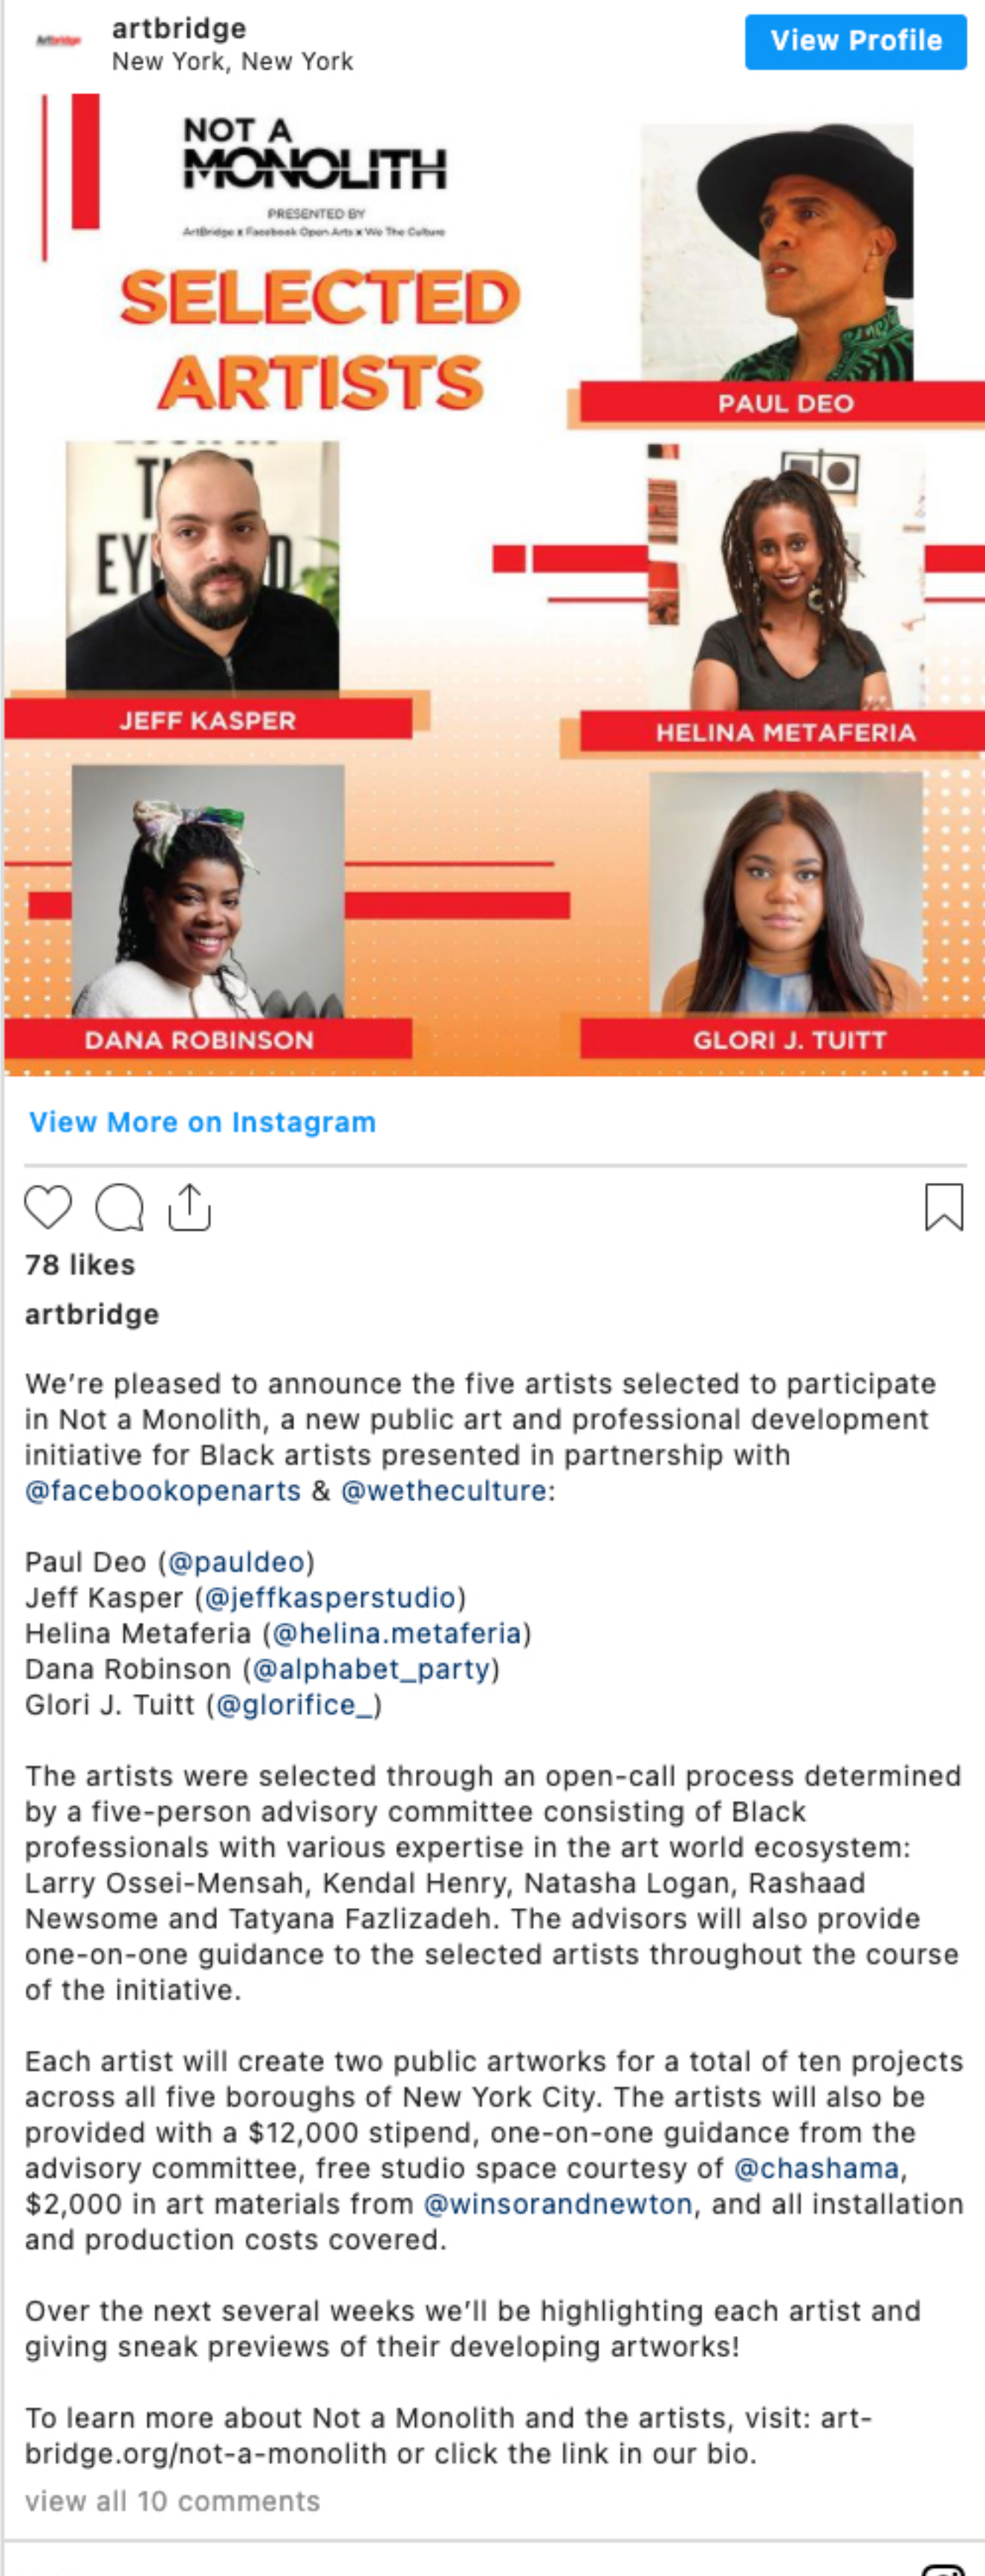 Artbridge
artbridge
New York, New York
View Profile
NOT A
MONOLITH
PRESENTED BY
ArtBridge x Facebook Open Arts x We The Culture
SELECTED
ARTISTS
PAUL DEO
JEFF KASPER
HELINA METAFERIA
DANA ROBINSON
GLORI J. TUITT
View More on Instagram
78 likes
artbridge
We’re pleased to announce the five artists selected to participate
in Not a Monolith, a new public art and professional development
initiative for Black artists presented in partnership with
@facebookopenarts & @wetheculture:
Paul Deo (@pauldeo)
Jeff Kasper (@jeffkasperstudio)
Helina Metaferia (@helina.metaferia)
Dana Robinson (@alphabet_party)
Glori J. Tuitt (@glorifice_)
The artists were selected through an open-call process determined
by a five-person advisory committee consisting of Black
professionals with various expertise in the art world ecosystem:
Larry Ossei-Mensah, Kendal Henry, Natasha Logan, Rashaad
Newsome and Tatyana Fazlizadeh. The advisors will also provide
one-on-one guidance to the selected artists throughout the course
of the initiative.
Each artist will create two public artworks for a total of ten projects
across all five boroughs of New York City. The artists will also be
provided with a $12,000 stipend, one-on-one guidance from the
advisory committee, free studio space courtesy of @chashama,
$2,000 in art materials from @winsorandnewton, and all installation
and production costs covered.
Over the next several weeks we’ll be highlighting each artist and
giving sneak previews of their developing artworks!
To learn more about Not a Monolith and the artists, visit: art-
bridge.org/not-a-monolith or click the link in our bio.
view all 10 comments